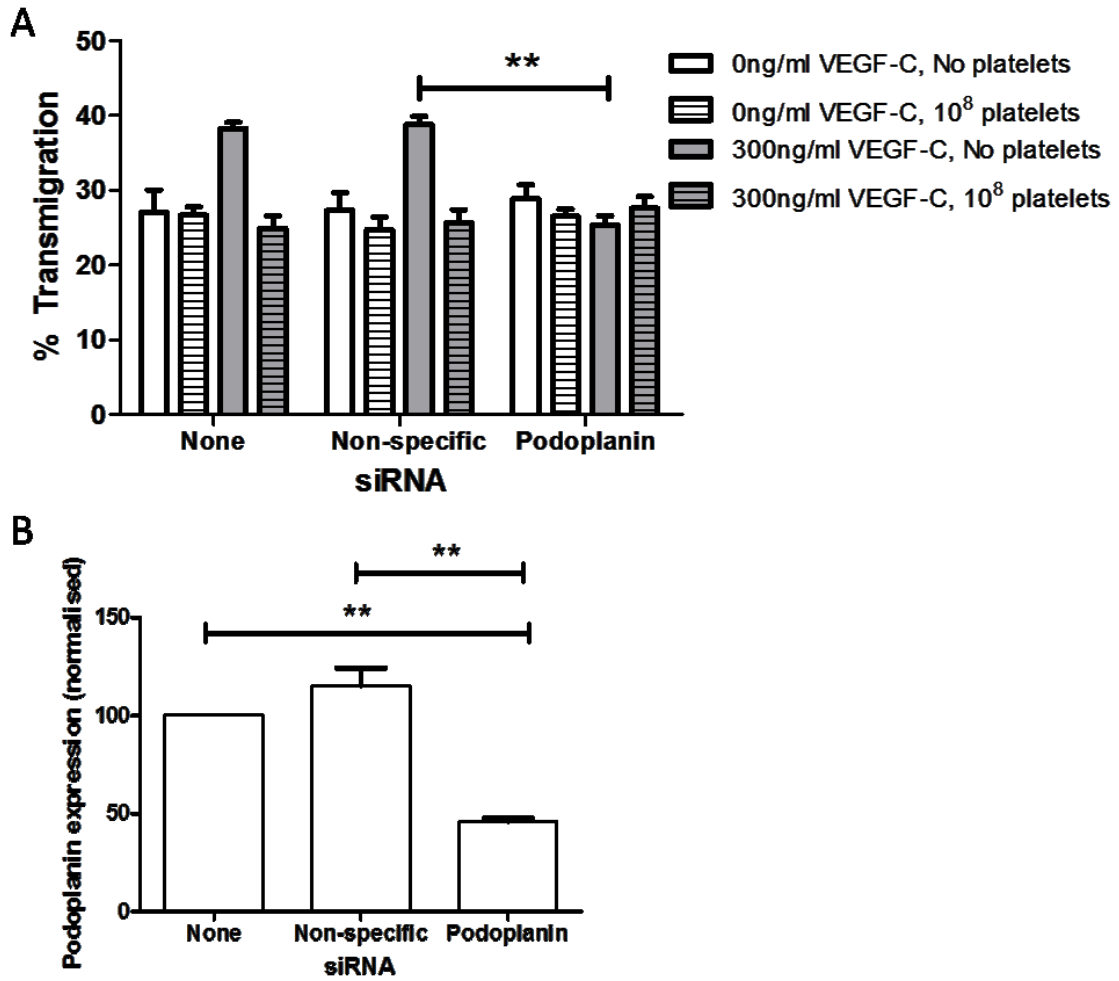 A
50
40
30
20
10
0
% Transmigration
**
0ng/ml VEGF-C, No platelets
0ng/ml VEGF-C, 10⁸ platelets
300ng/ml VEGF-C, No platelets
300ng/ml VEGF-C, 10⁸ platelets
None Non-specific Podoplanin
siRNA
B
**
**
150
100
50
0
Podoplanin expression (normalised)
None Non-specific Podoplanin
siRNA